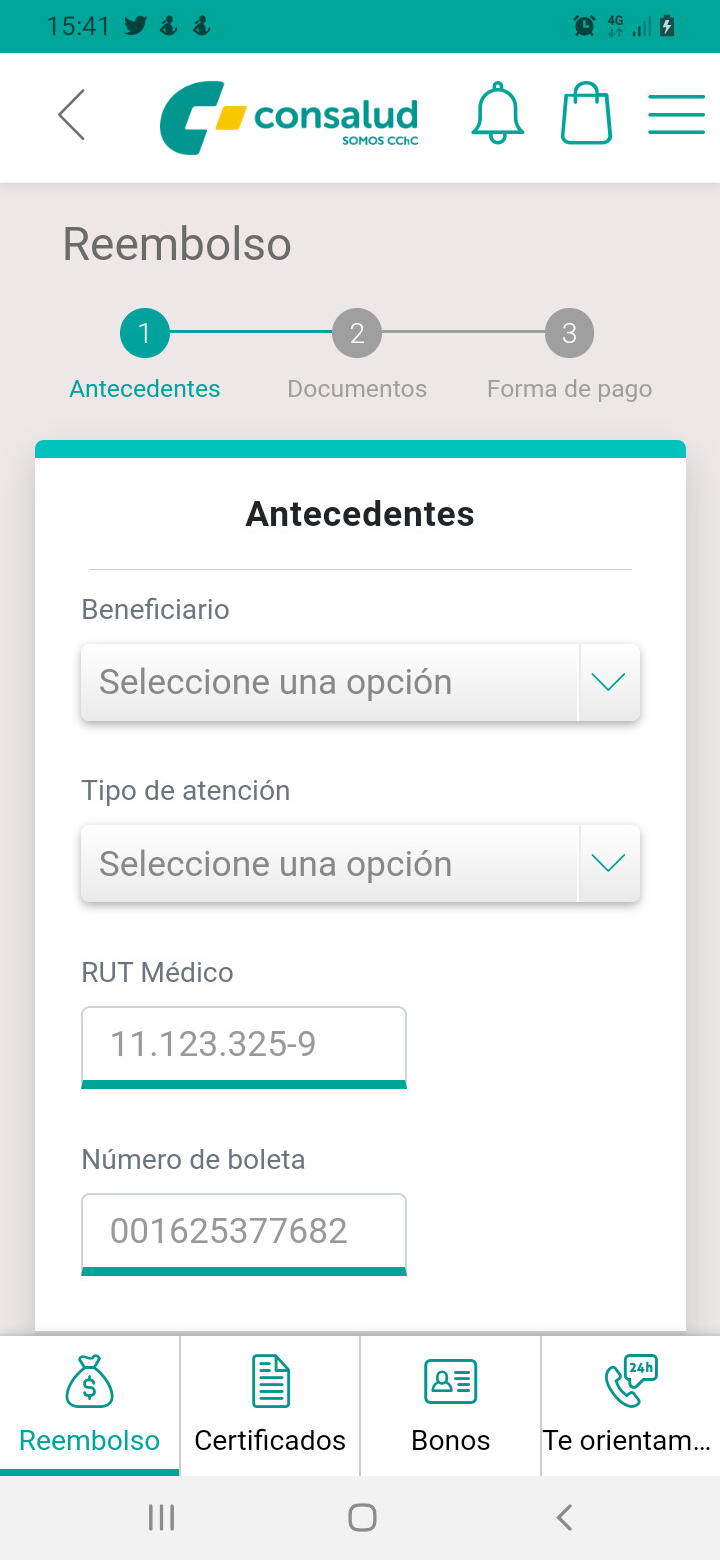 15:41
4G
consalud
SOMOS CChC
Reembolso
1 2 3
Antecedentes Documentos Forma de pago
Antecedentes
Beneficiario
Seleccione una opción
Tipo de atención
Seleccione una opción
RUT Médico
11.123.325-9
Número de boleta
001625377682
$ 24h
Reembolso Certificados Bonos Te orientam...